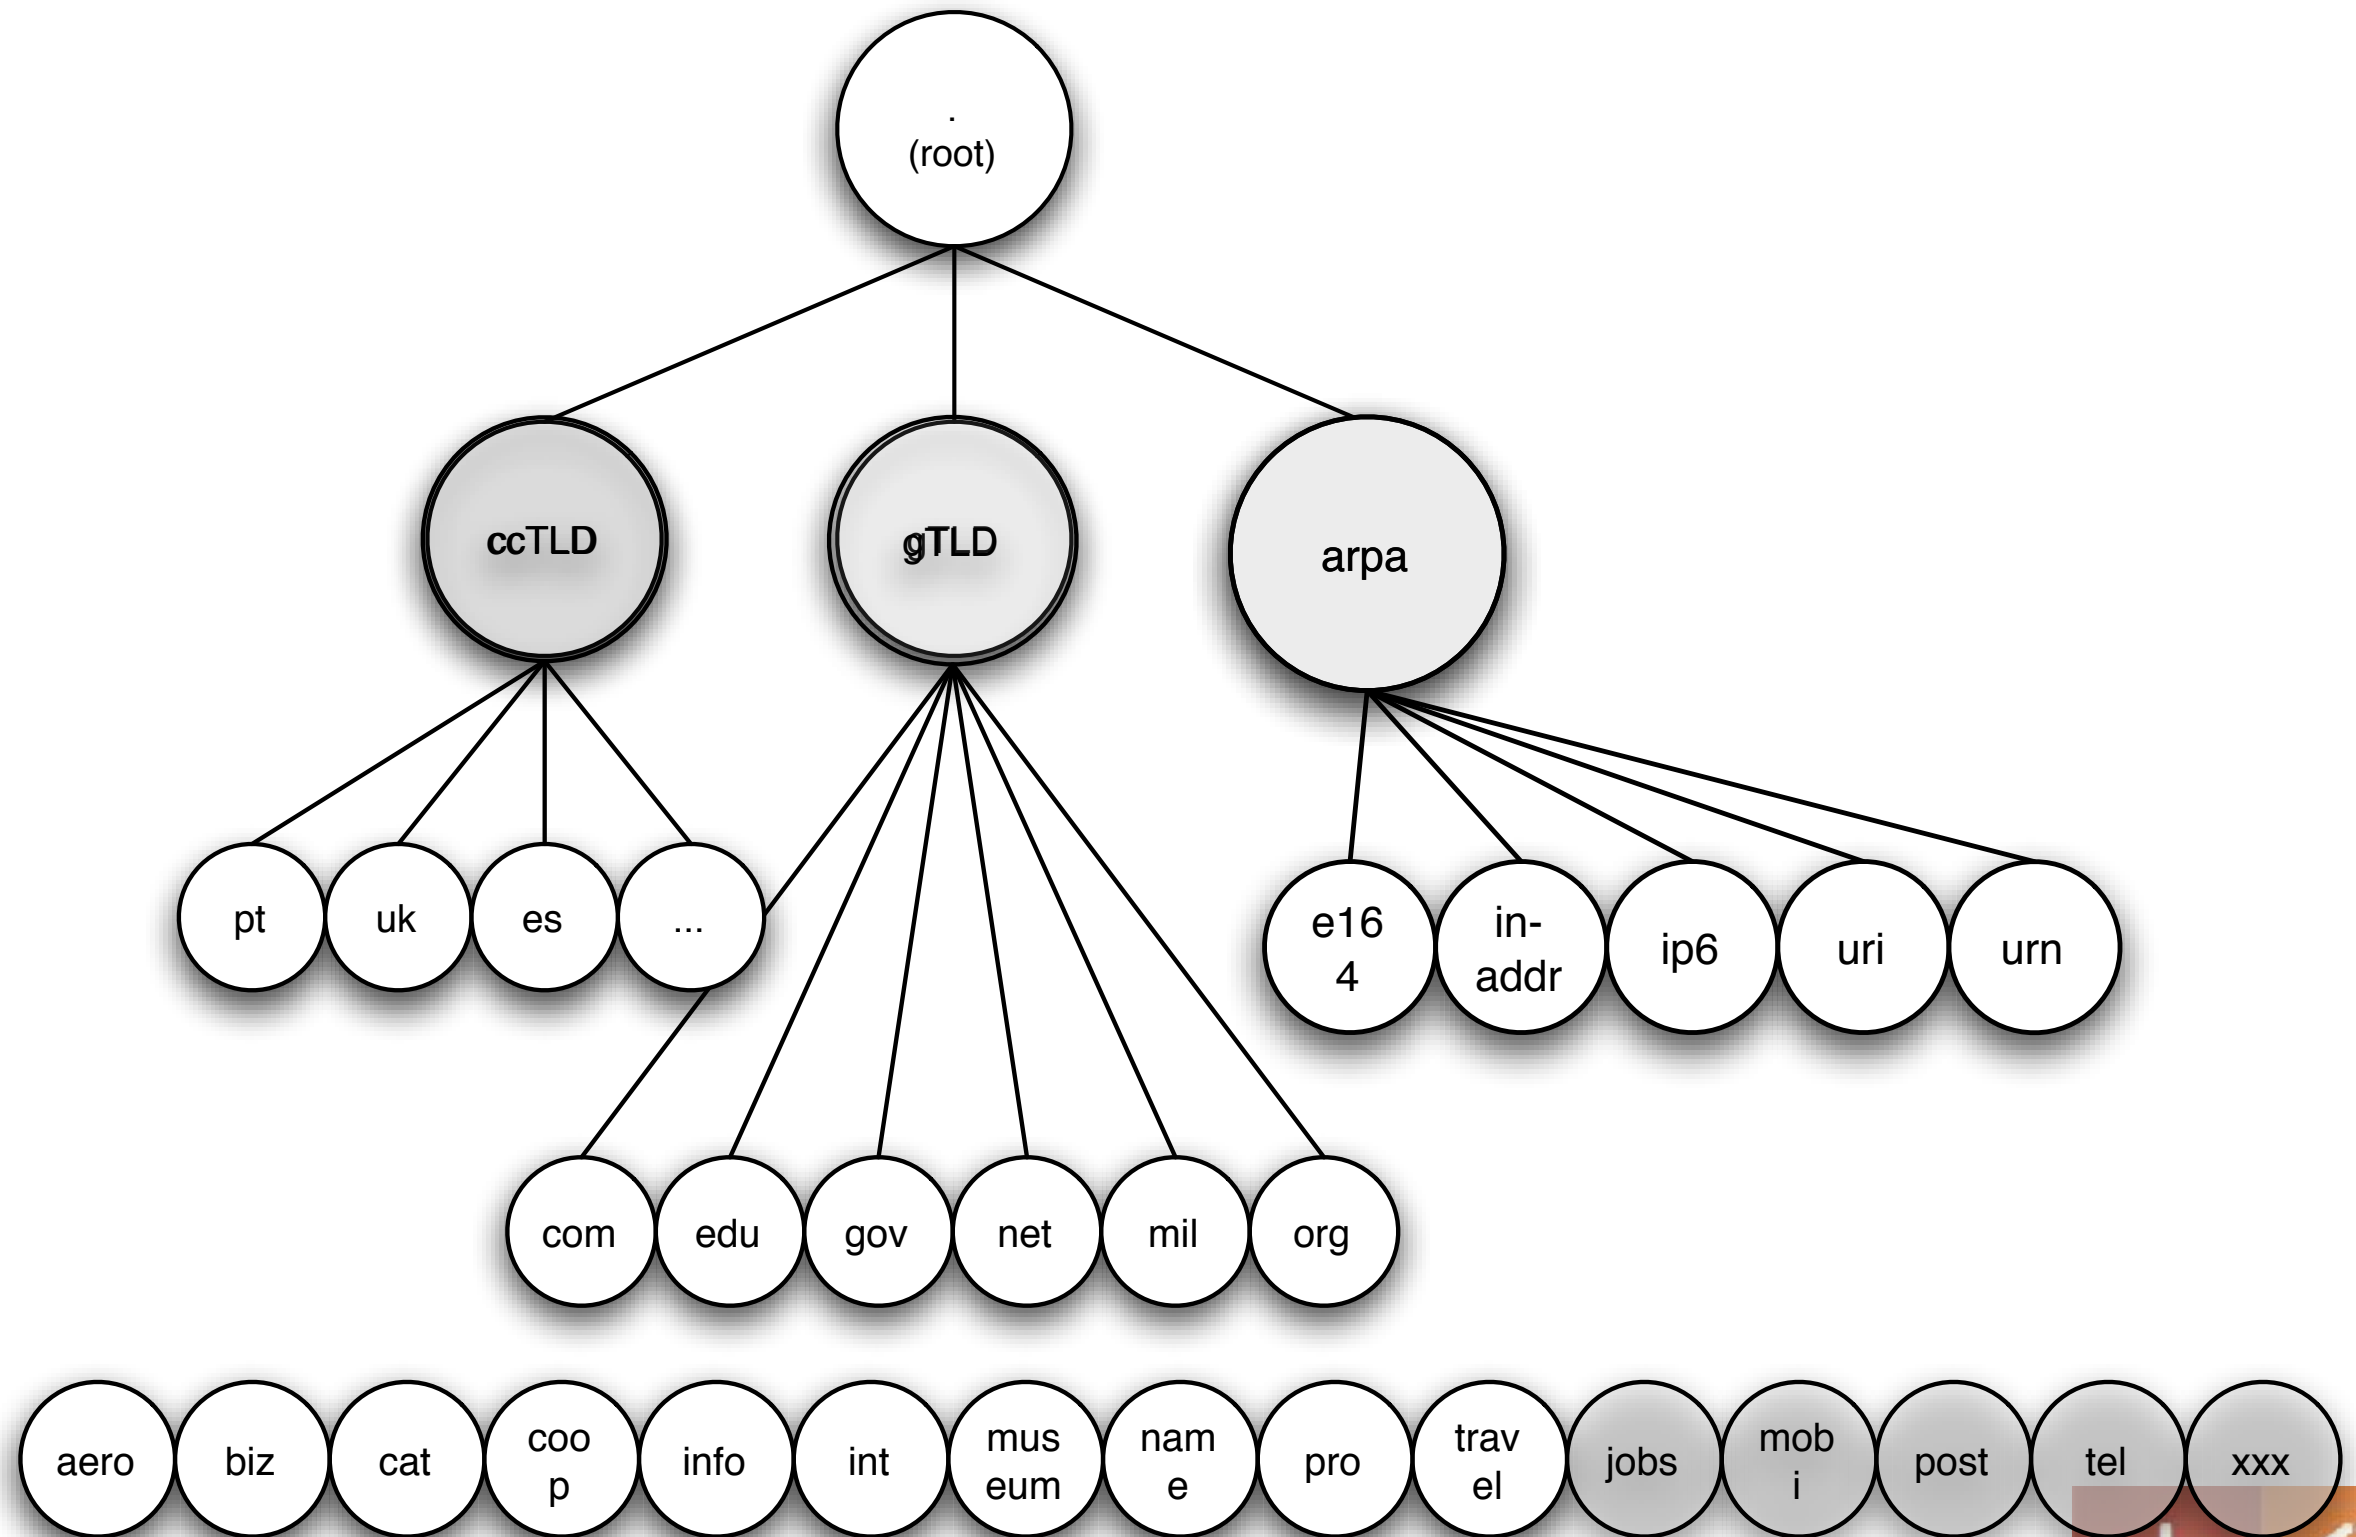 .
(root)
ccTLD
gTLD
arpa
pt
uk
es
...
e16
4
in-
addr
ip6
uri
urn
com
edu
gov
net
mil
org
aero
biz
cat
coo
p
info
int
mus
eum
nam
e
pro
trav
el
jobs
mob
i
post
tel
xxx